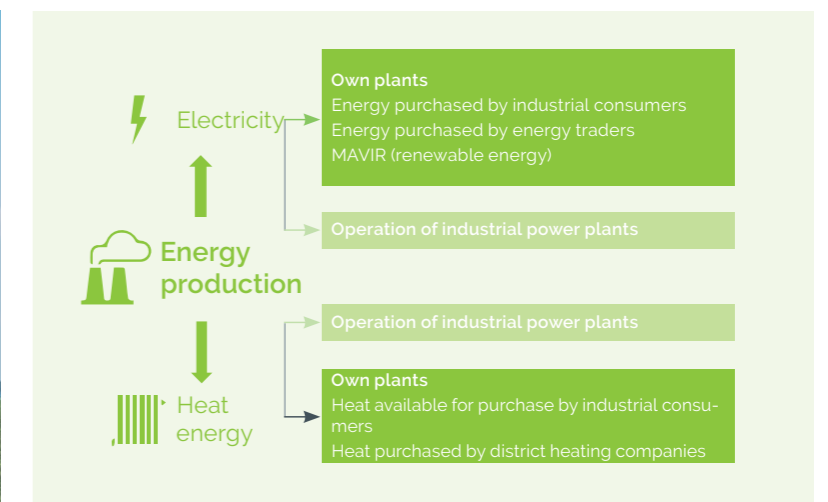 Own plants
Energy purchased by industrial consumers
Electricity
Energy purchased by energy traders
MAVIR (renewable energy)
Operation of industrial power plants
Energy
production
Operation of industrial power plants
Own plants
Heat
energy
Heat available for purchase by industrial consu-
mers
Heat purchased by district heating companies